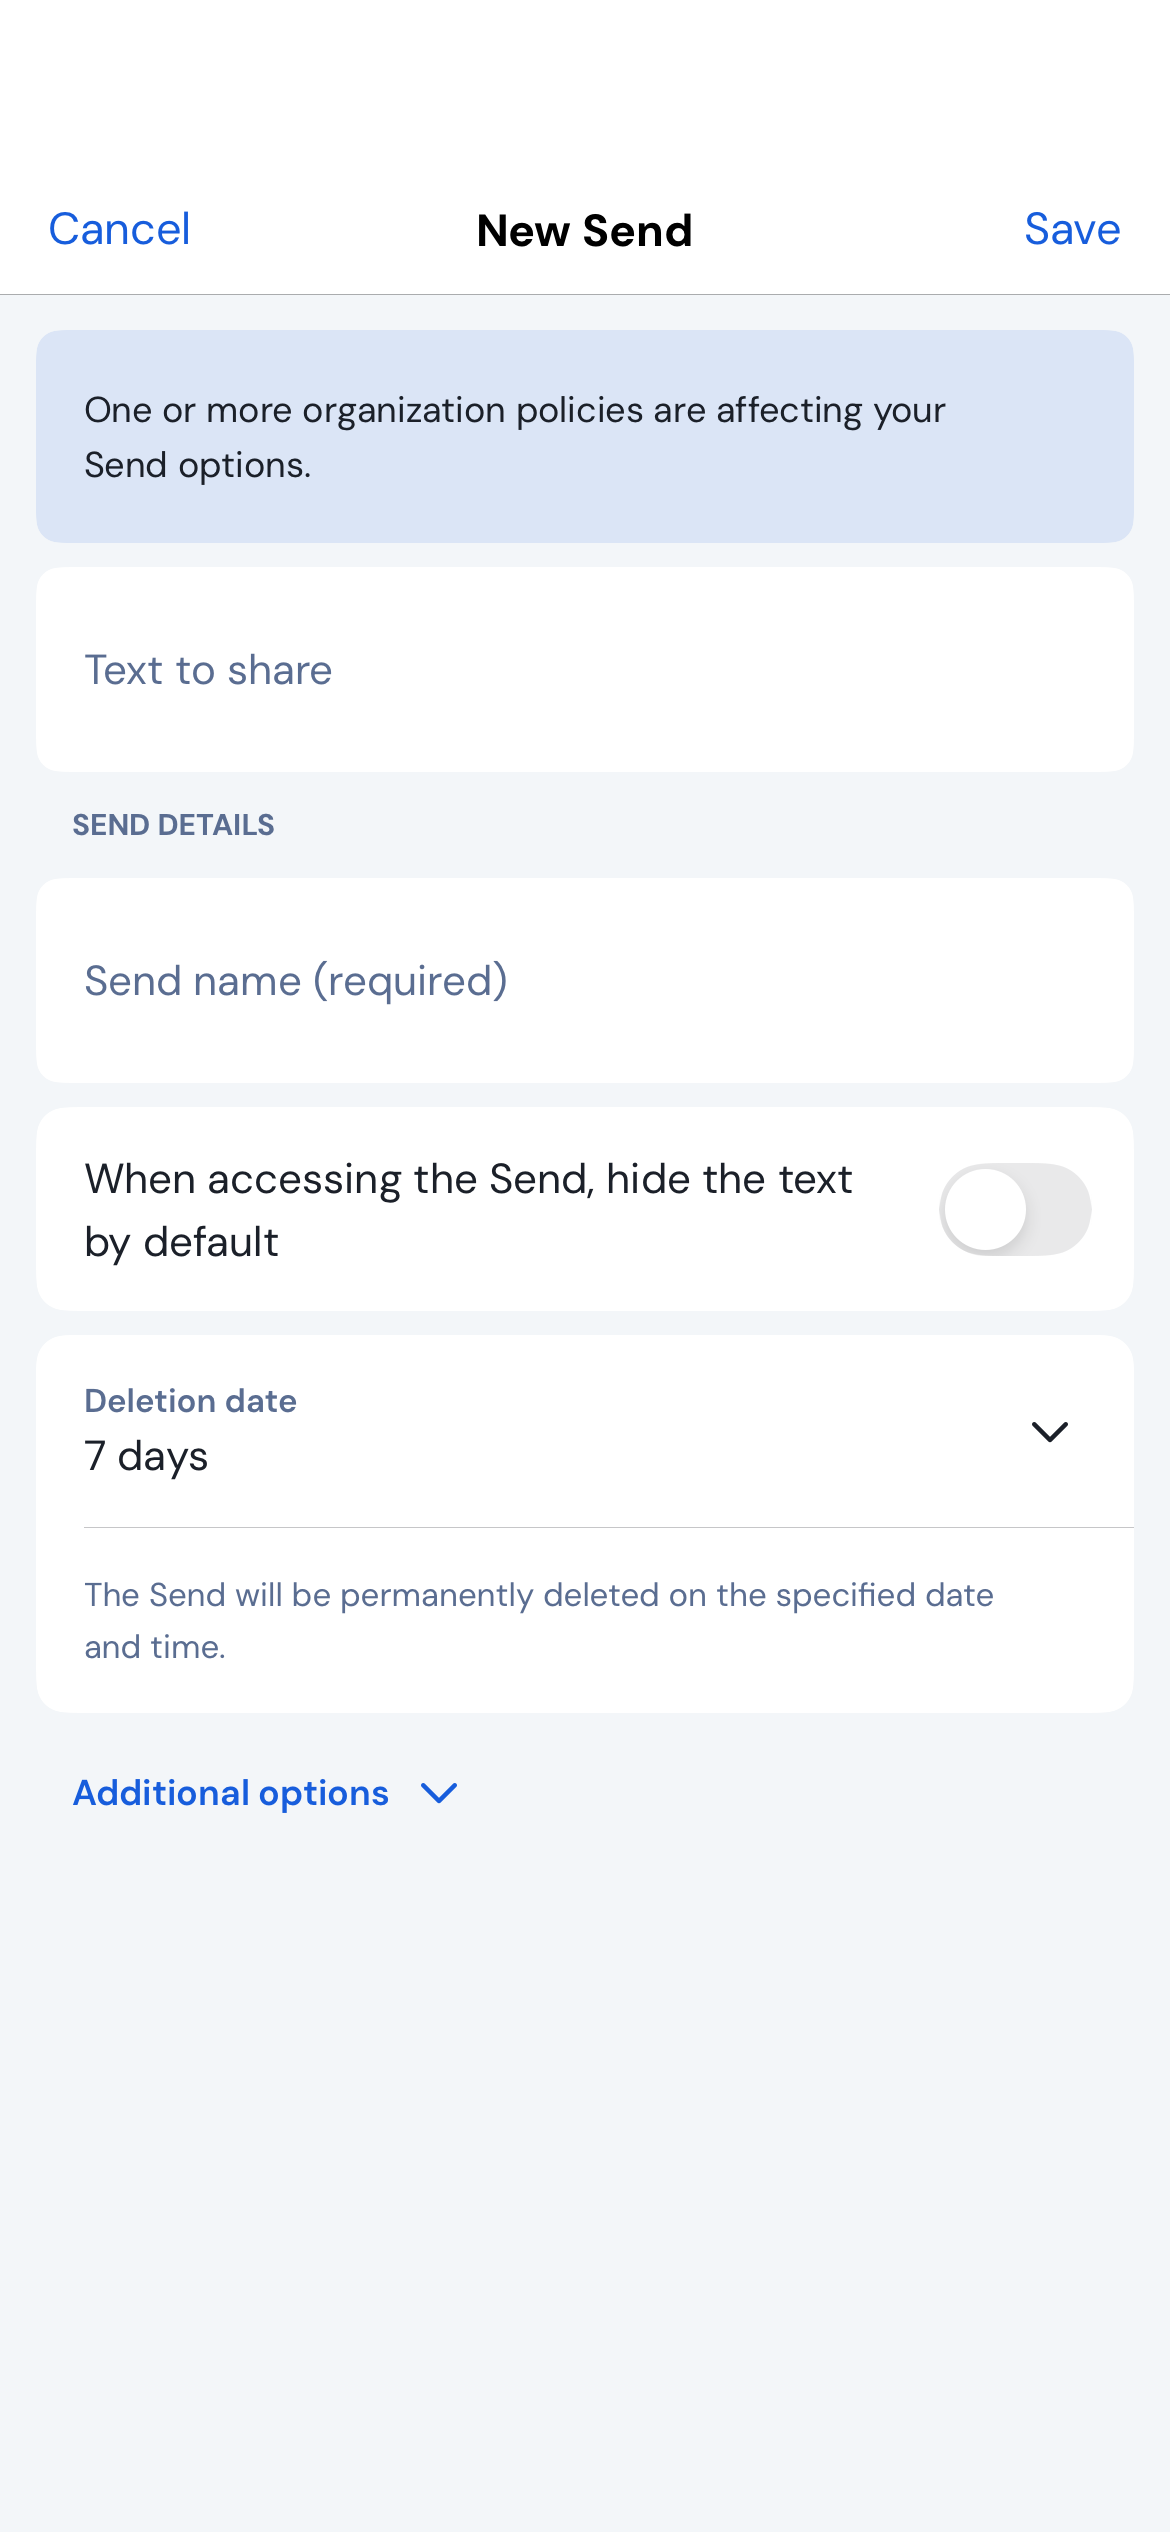 Cancel
New Send
Save
One or more organization policies are affecting your
Send options.
Text to share
SEND DETAILS
Send name (required)
When accessing the Send, hide the text
by default
Deletion date
7 days
The Send will be permanently deleted on the specified date
and time.
Additional options